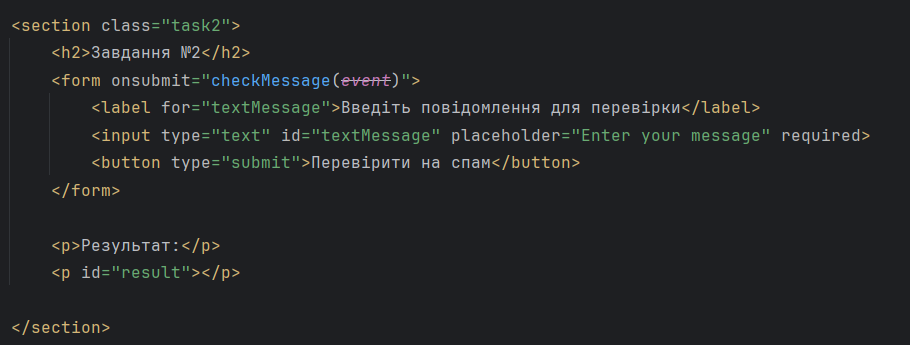 <section class="task2">
<h2>Завдання №2</h2>
<form onsubmit="checkMessage(event)">
<label for="textMessage">Введіть повідомлення для перевірки</label>
<input type="text" id="textMessage" placeholder="Enter your message" required>
<button type="submit">Перевірити на спам</button>
</form>
<p>Результат:</p>
<p id="result"></p>
</section>